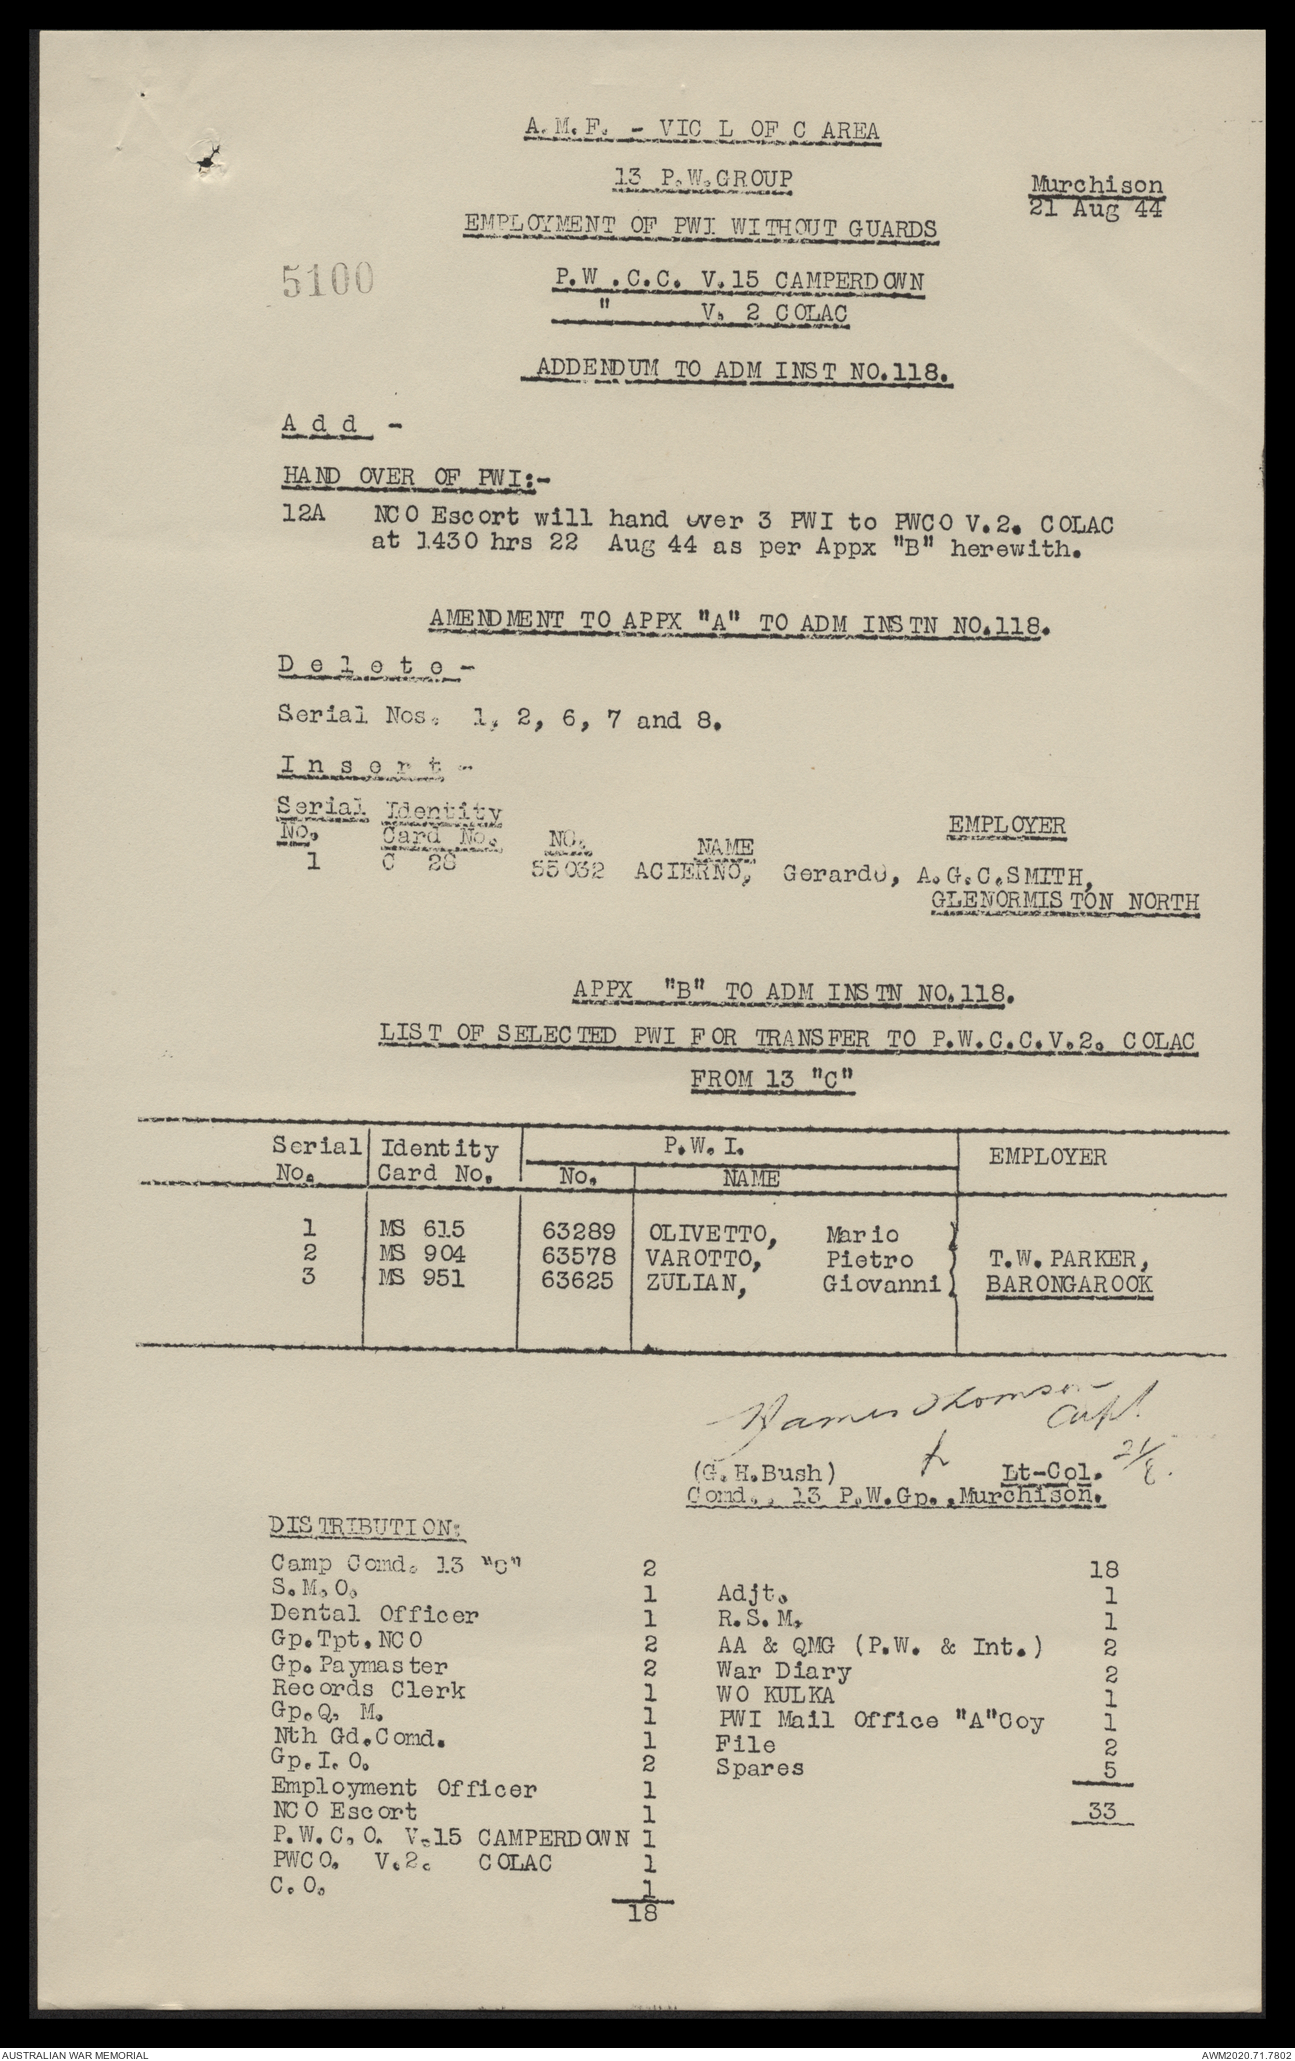 A.M.F. - VIC L OF C AREA
13 P.W.GROUP
Murchison
21 Aug 44
EMPLOYMENT OF PWI WITHOUT GUARDS
5100
P.W.C.C. V.15 CAMPERDOWN
" V. 2 COLAC
ADDENDUM TO ADM INST NO.118.
A d d -
HAND OVER OF PWI:-
12A NCO Escort will hand over 3 PWI to PWCO V.2. COLAC
at 1430 hrs 22 Aug 44 as per Appx "B" herewith.
AMENDMENT TO APPX "A" TO ADM INSTN NO.118.
D e l e t e -
Serial Nos. 1, 2, 6, 7 and 8.
I n s e r t -
Serial Identity EMPLOYER
No. Card No. NO. NAME
1 C 28 55032 ACIERNO, Gerardo, A.G.C.SMITH,
GLENORMISTON NORTH
APPX "B" TO ADM INSTN NO.118.
LIST OF SELECTED PWI FOR TRANSFER TO P.W.C.C.V.2. COLAC
FROM 13 "C"
Serial Identity P.W.I. EMPLOYER
No. Card No. No. NAME
1 MS 615 63289 OLIVETTO, Mario )
2 MS 904 63578 VAROTTO, Pietro ) T.W.PARKER,
3 MS 951 63625 ZULIAN, Giovanni) BARONGAROOK
James Thomson
Capt
(G.H.Bush) Lt-Col. 21/8.
Comd., 13 P.W.Gp.,Murchison.
DISTRIBUTION:
Camp Comd. 13 "C" 2 18
S.M.O. 1 Adjt. 1
Dental Officer 1 R.S.M. 1
Gp.Tpt.NCO 2 AA & QMG (P.W. & Int.) 2
Gp.Paymaster 2 War Diary 2
Records Clerk 1 WO KULKA 1
Gp.Q. M. 1 PWI Mail Office "A"Coy 1
Nth Gd.Comd. 1 File 2
Gp.I.O. 2 Spares 5
Employment Officer 1
NCO Escort 1 33
P.W.C.O. V.15 CAMPERDOWN 1
PWCO. V.2. COLAC 1
C.O. 1
18
AUSTRALIAN WAR MEMORIAL
AWM2020.71.7802